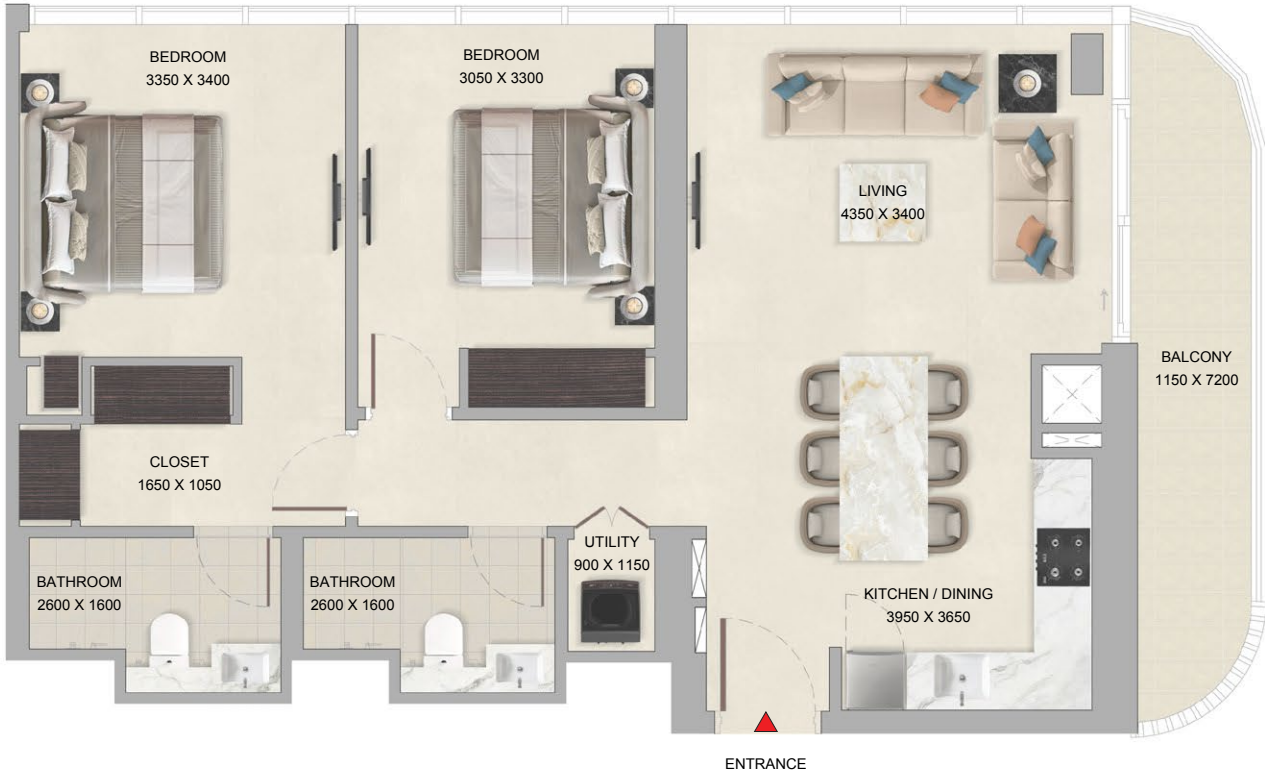 BEDROOM
3350 X 3400
BEDROOM
3050 X 3300
LIVING
4350 X 3400
BALCONY
1150 X 7200
CLOSET
1650 X 1050
UTILITY
900 X 1150
BATHROOM
2600 X 1600
BATHROOM
2600 X 1600
KITCHEN / DINING
3950 X 3650
ENTRANCE